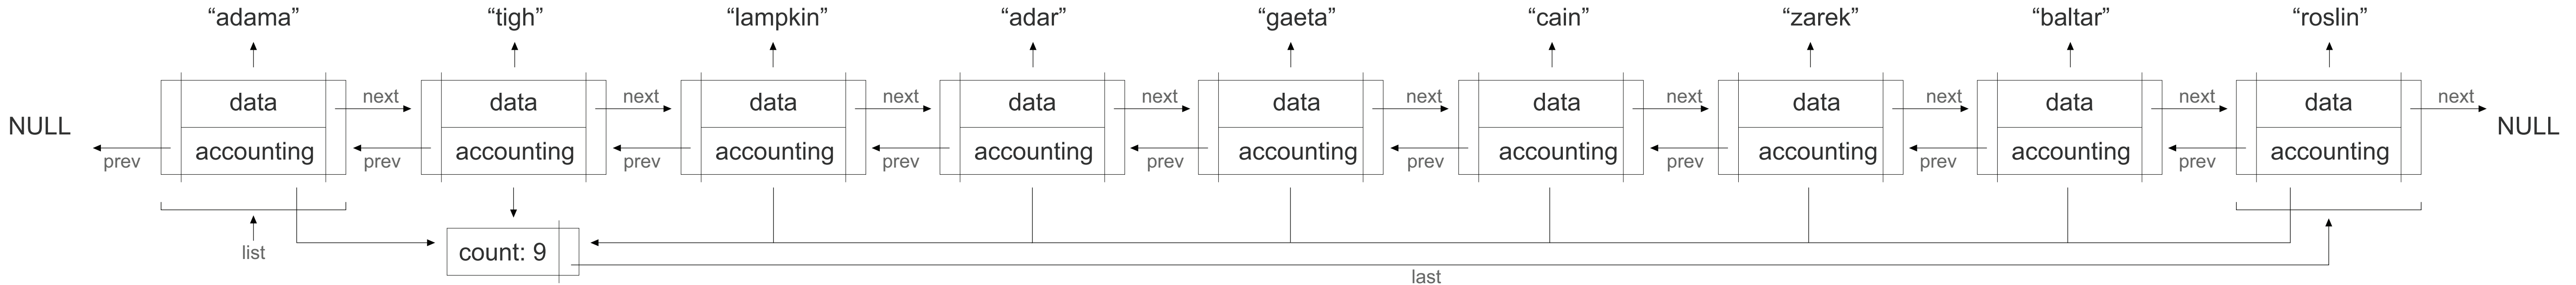 “adama” “tigh” “lampkin” “adar” “gaeta” “cain” “zarek” “baltar” “roslin”
data next data next data next data next data next data next data next data next data next
NULL NULL
prev accounting prev accounting prev accounting prev accounting prev accounting prev accounting prev accounting prev accounting prev accounting
list count: 9
last